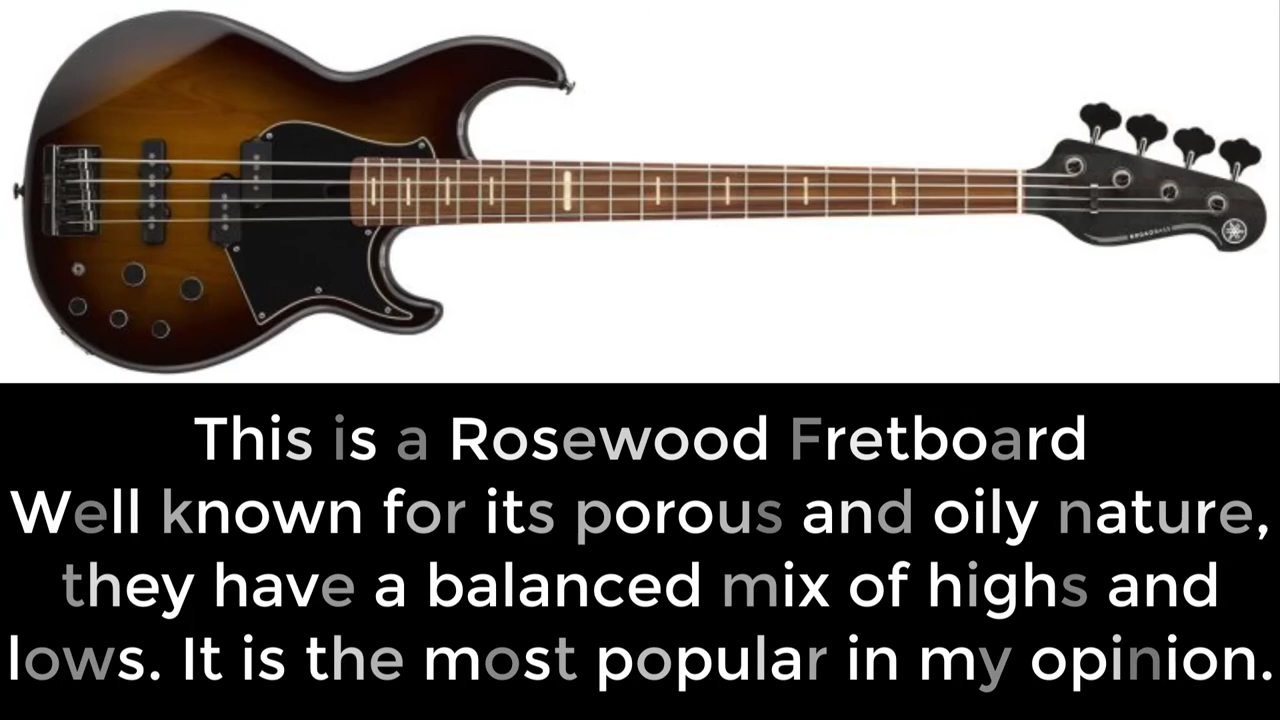 BROADBASS
This is a Rosewood Fretboard
Well known for its porous and oily nature,
they have a balanced mix of highs and
lows. It is the most popular in my opinion.